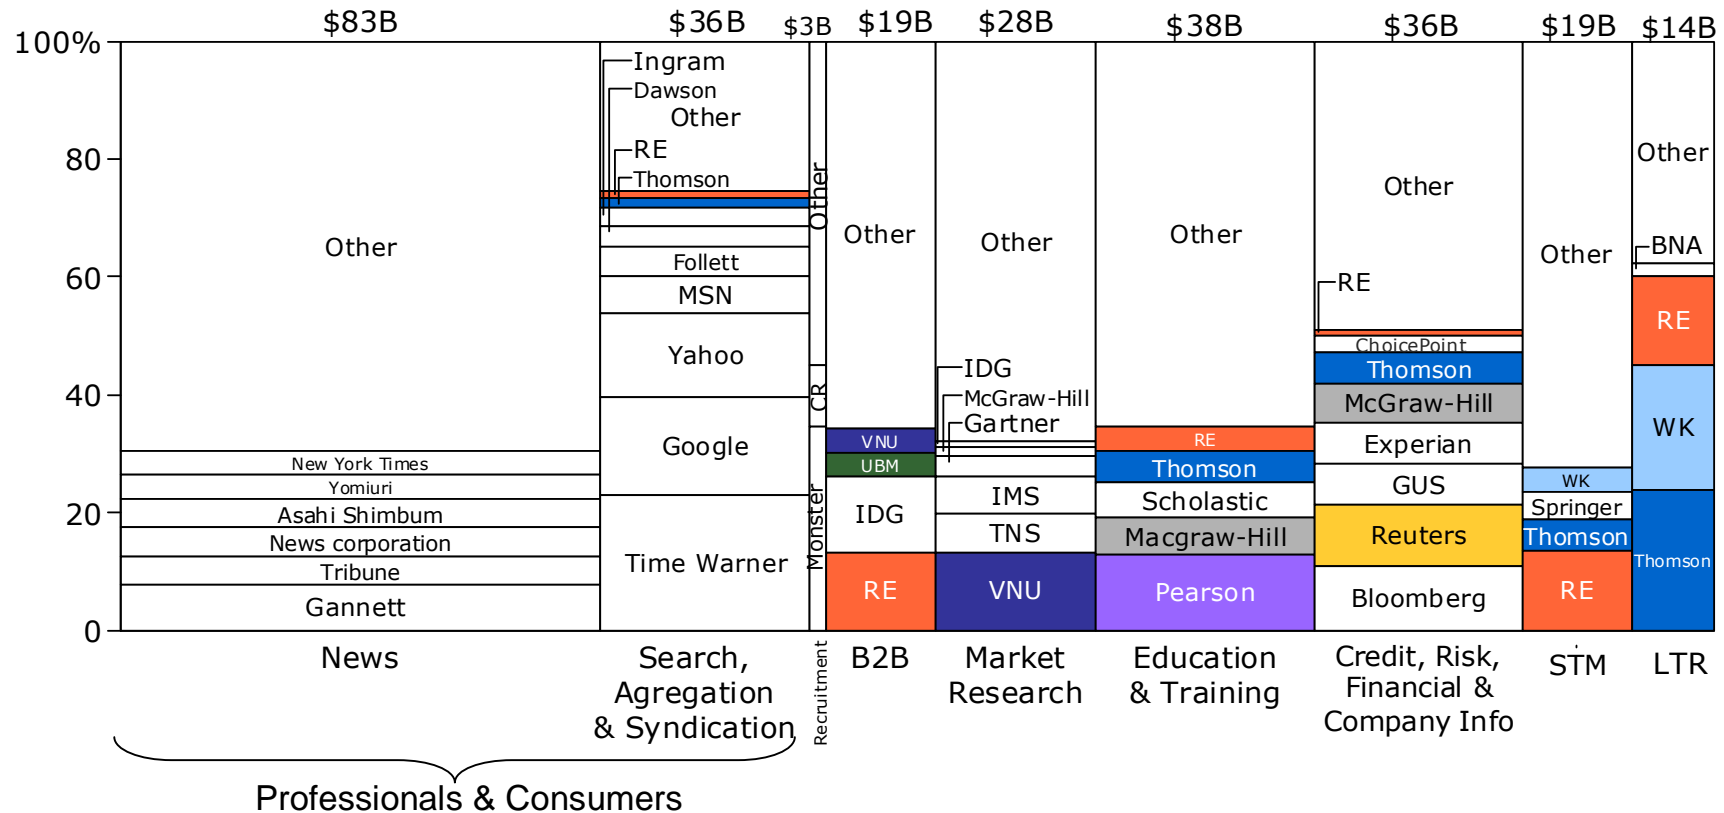 $83B
$36B
$3B
$19B
$28B
$38B
$36B
$19B
$14B
100%
80
60
40
20
0
Other
New York Times
Yomiuri
Asahi Shimbum
News corporation
Tribune
Gannett
Ingram
Dawson
Other
RE
Thomson
Follett
MSN
Yahoo
Google
Time Warner
Other
CR
Monster
Other
VNU
UBM
IDG
RE
Other
IDG
McGraw-Hill
Gartner
IMS
TNS
VNU
Other
RE
Thomson
Scholastic
Macgraw-Hill
Pearson
Other
RE
ChoicePoint
Thomson
McGraw-Hill
Experian
GUS
Reuters
Bloomberg
Other
WK
Springer
Thomson
RE
Other
BNA
RE
WK
Thomson
News
Search,
Agregation
& Syndication
Recruitment
B2B
Market
Research
Education
& Training
Credit, Risk,
Financial &
Company Info
STM
LTR
Professionals & Consumers